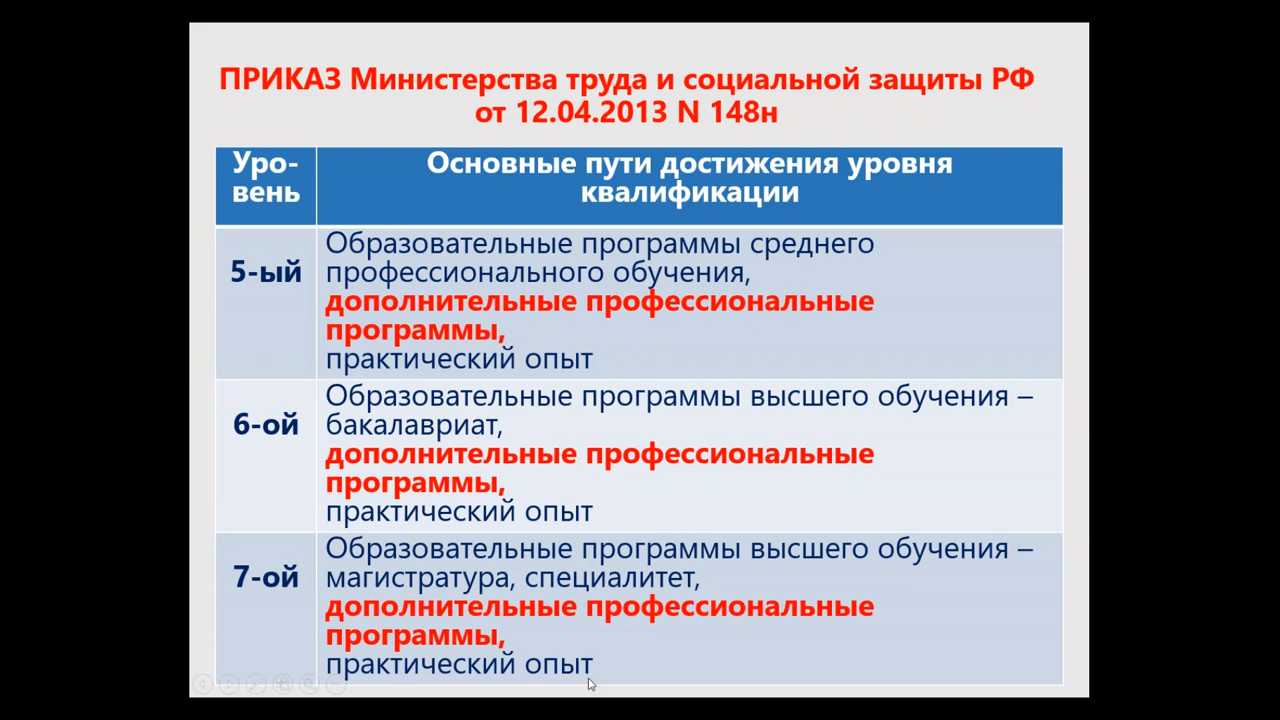 ПРИКАЗ Министерства труда и социальной защиты РФ
от 12.04.2013 N 148н
Уро-
вень
Основные пути достижения уровня
квалификации
5-ый
Образовательные программы среднего
профессионального обучения,
дополнительные профессиональные
программы,
практический опыт
6-ой
Образовательные программы высшего обучения –
бакалавриат,
дополнительные профессиональные
программы,
практический опыт
7-ой
Образовательные программы высшего обучения –
магистратура, специалитет,
дополнительные профессиональные
программы,
практический опыт